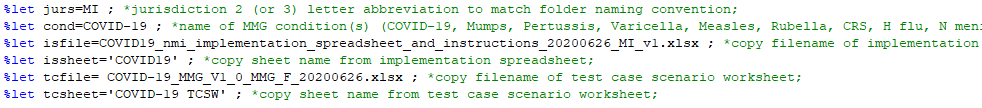 %let jurs=MI ; *jurisdiction 2 (or 3) letter abbreviation to match folder naming convention;
%let cond=COVID-19 ; *name of MMG condition(s) (COVID-19, Mumps, Pertussis, Varicella, Measles, Rubella, CRS, H flu, N meni
%let isfile=COVID19_nmi_implementation_spreadsheet_and_instructions_20200626_MI_v1.xlsx ; *copy filename of implementation
%let issheet='COVID19' ; *copy sheet name from implementation spreadsheet;
%let tcfile= COVID-19_MMG_V1_0_MMG_F_20200626.xlsx ; *copy filename of test case scenario worksheet;
%let tcsheet='COVID-19 TCSW' ; *copy sheet name from test case scenario worksheet;